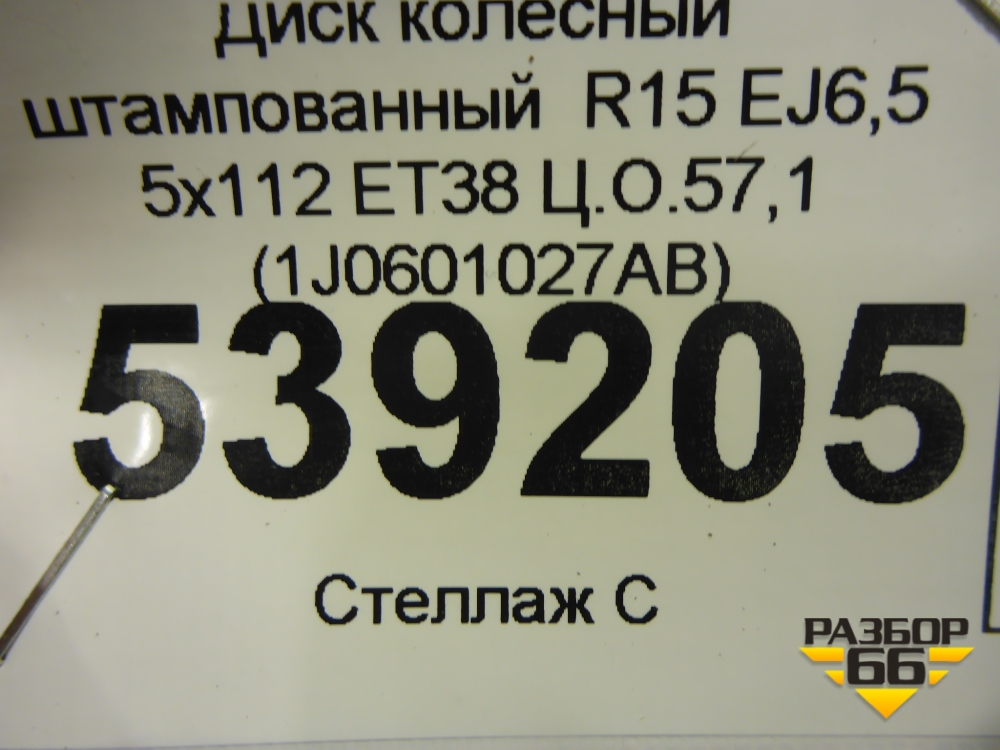 Диск колесный
штампованный R15 EJ6,5
5x112 ET38 Ц.О.57,1
(1J0601027AB)
539205
Стеллаж С
РАЗБОР
66